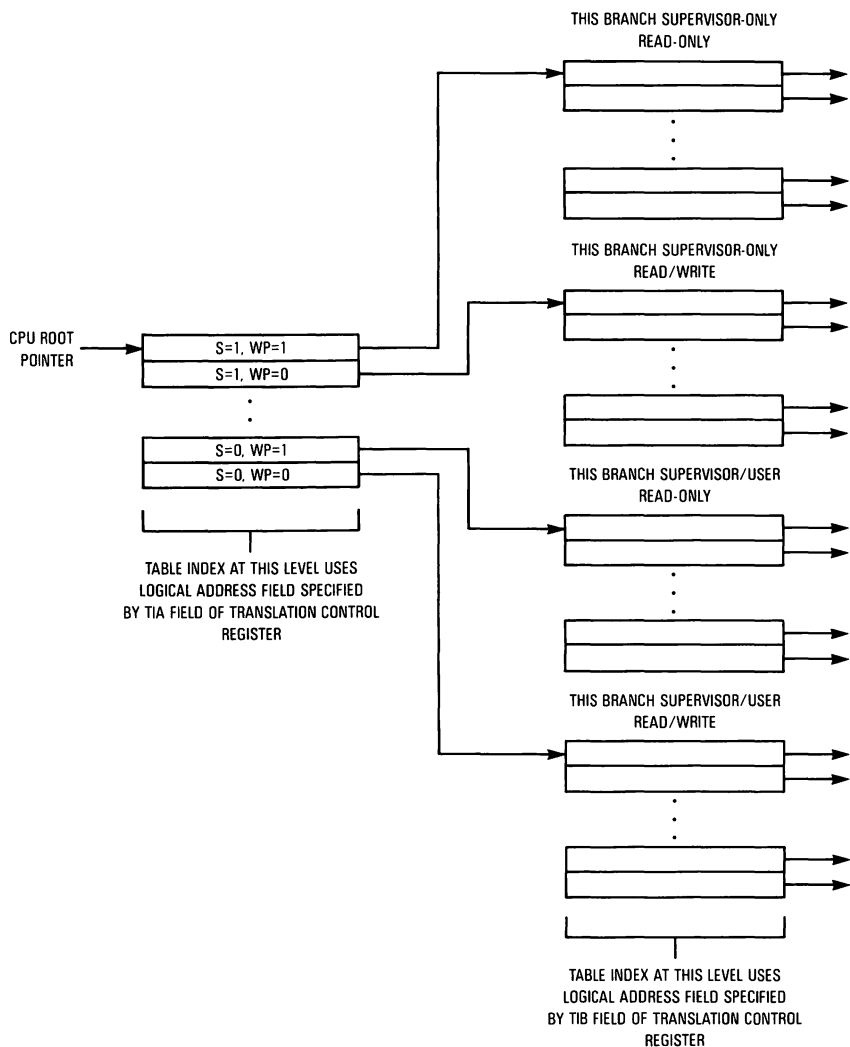 THIS BRANCH SUPERVISOR-ONLY
READ-ONLY
THIS BRANCH SUPERVISOR-ONLY
READ/WRITE
CPU ROOT
POINTER
S=1, WP=1
S=1, WP=0
S=0, WP=1
S=0, WP=0
THIS BRANCH SUPERVISOR/USER
READ-ONLY
TABLE INDEX AT THIS LEVEL USES
LOGICAL ADDRESS FIELD SPECIFIED
BY TIA FIELD OF TRANSLATION CONTROL
REGISTER
THIS BRANCH SUPERVISOR/USER
READ/WRITE
TABLE INDEX AT THIS LEVEL USES
LOGICAL ADDRESS FIELD SPECIFIED
BY TIB FIELD OF TRANSLATION CONTROL
REGISTER